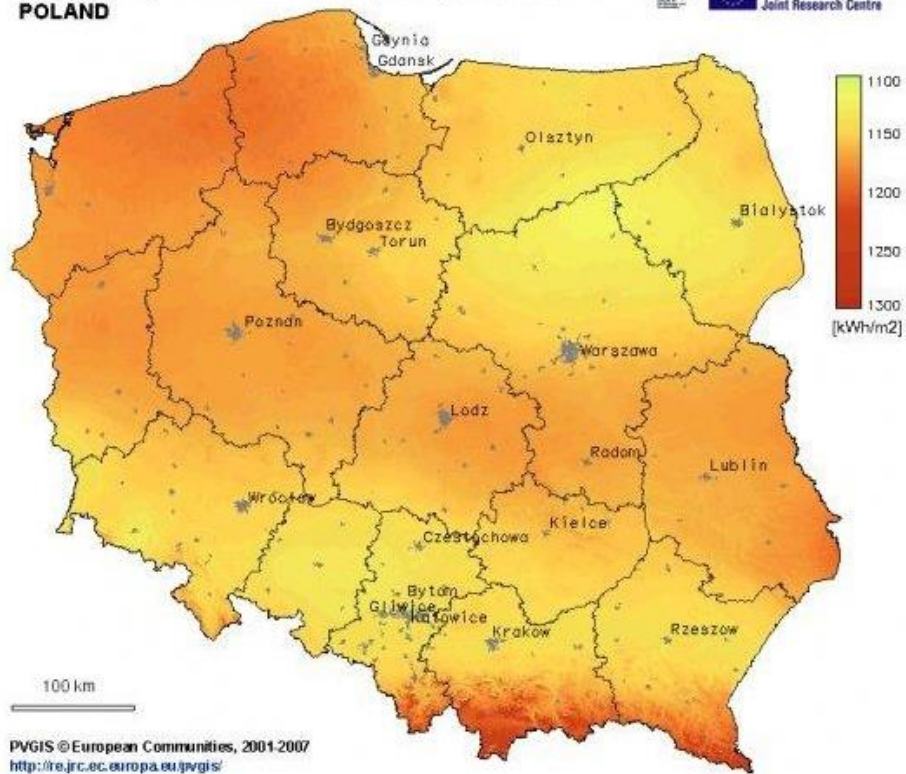 POLAND
Joint Research Centre
Gdynia
Gdansk
Olsztyn
Bialystok
Bydgoszcz
Torun
Poznan
Warszawa
Lodz
Radom
Lublin
Wrocław
Kielce
Częstochowa
Bytom
Gliwice
Katowice
Krakow
Rzeszow
1100
1150
1200
1250
1300
[kWh/m2]
100 km
PVGIS © European Communities, 2001-2007
http://re.jrc.ec.europa.eu/pvgis/